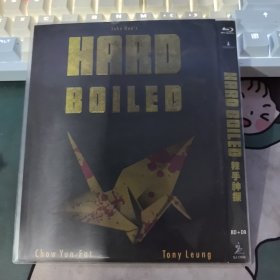 John Woo's
HARD
BOILED
Chow Yun-Fat
Tony Leung
HARD BOILED 辣手神探
BD+DD